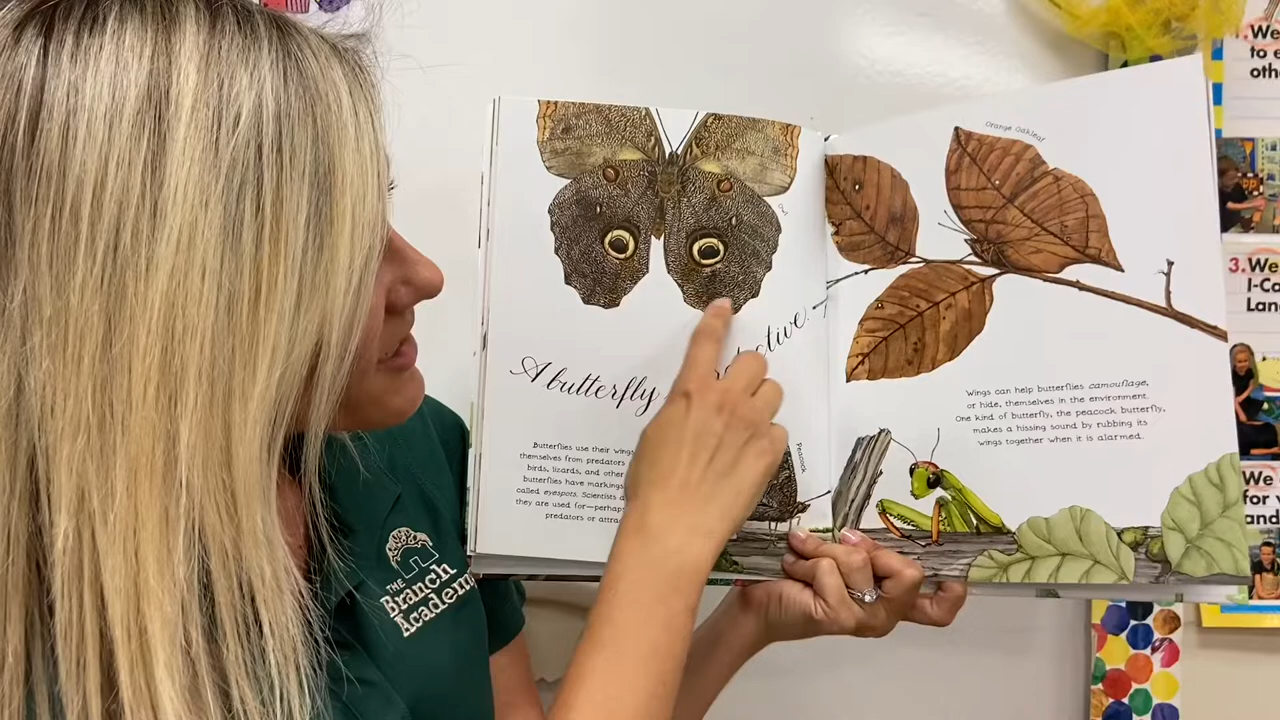 Orange Oakleaf
Owl
A butterfly
Butterflies use their wings
themselves from predators
birds, lizards, and other
butterflies have markings
called eyespots. Scientists
they are used for—perhaps
predators or
Peacock
Wings can help butterflies camouflage,
or hide, themselves in the environment.
One kind of butterfly, the peacock butterfly,
makes a hissing sound by rubbing its
wings together when it is alarmed.
THE
Branch
Academy
1. We
to
3. We
I-Ca
Lan
We
for
and